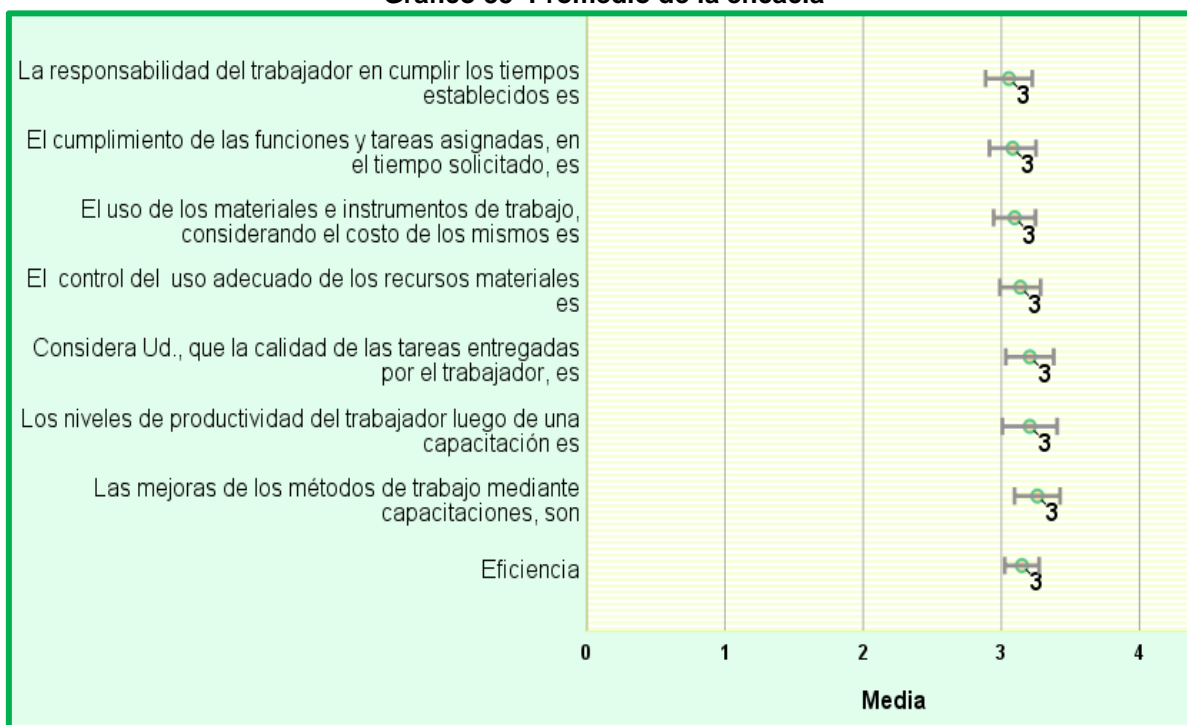 La responsabilidad del trabajador en cumplir los tiempos
establecidos es
3
El cumplimiento de las funciones y tareas asignadas, en
el tiempo solicitado, es
3
El uso de los materiales e instrumentos de trabajo,
considerando el costo de los mismos es
3
El control del uso adecuado de los recursos materiales
es
3
Considera Ud., que la calidad de las tareas entregadas
por el trabajador, es
3
Los niveles de productividad del trabajador luego de una
capacitación es
3
Las mejoras de los métodos de trabajo mediante
capacitaciones, son
3
Eficiencia
3
0 1 2 3 4
Media